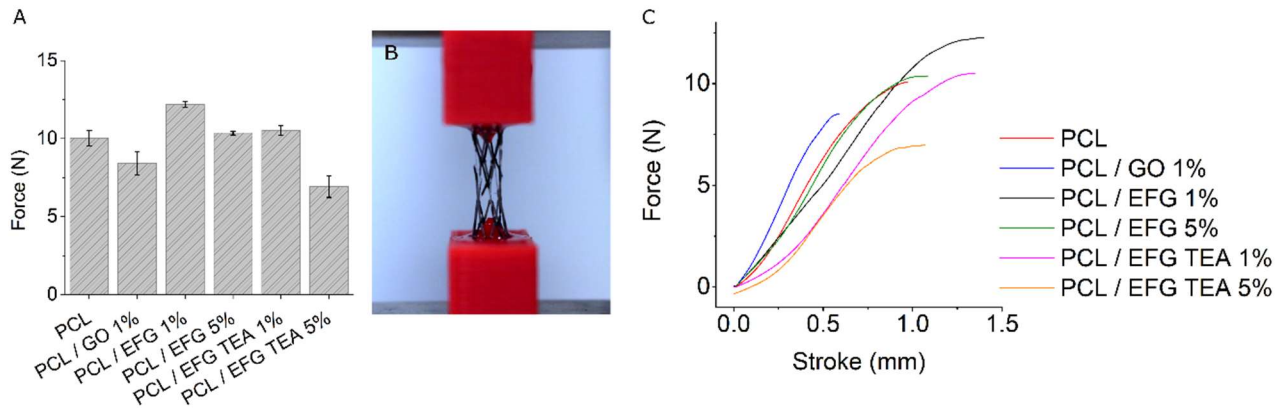 A
15
10
5
0
Force (N)
PCL
PCL / GO 1%
PCL / EFG 1%
PCL / EFG 5%
PCL / EFG TEA 1%
PCL / EFG TEA 5%
B
C
10
5
0
Force (N)
0.0 0.5 1.0 1.5
Stroke (mm)
PCL
PCL / GO 1%
PCL / EFG 1%
PCL / EFG 5%
PCL / EFG TEA 1%
PCL / EFG TEA 5%